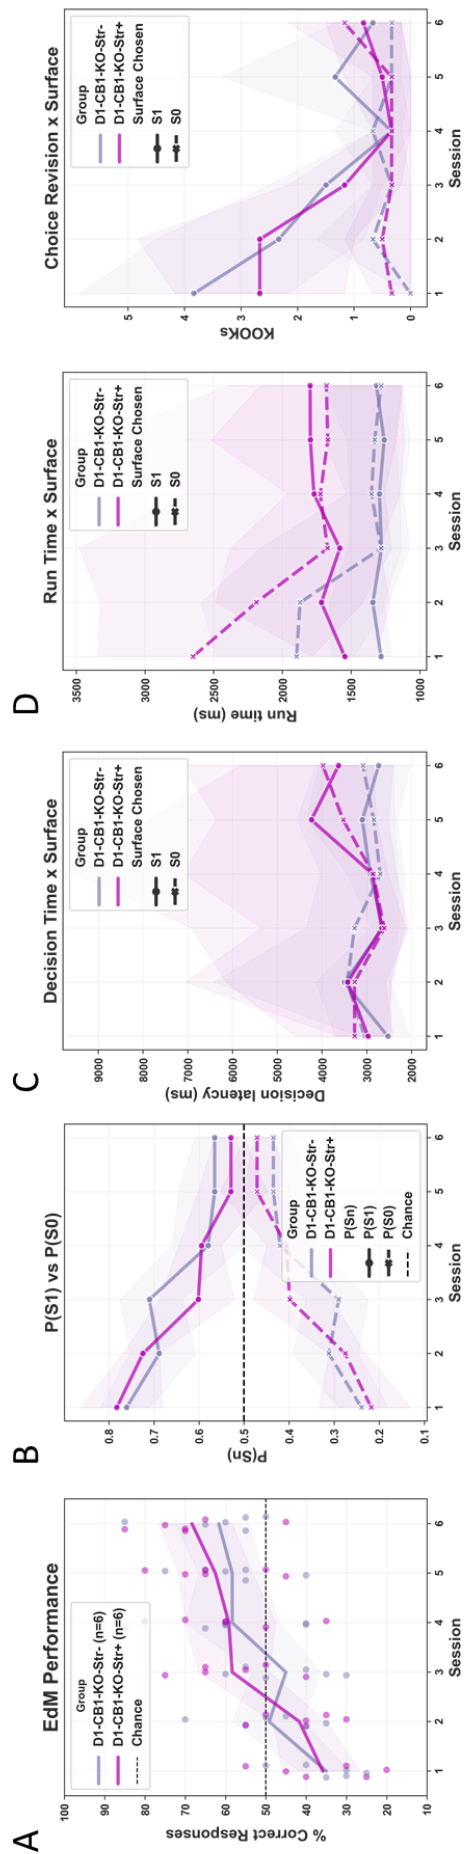 A
EdM Performance
Group
D1-CB1-KO-Str- (n=6)
D1-CB1-KO-Str+ (n=6)
Chance
% Correct Responses
100
90
80
70
60
50
40
30
20
10
1 2 3 4 5 6
Session
B
P(S1) vs P(S0)
P(Sn)
0.8
0.7
0.6
0.5
0.4
0.3
0.2
0.1
Group
D1-CB1-KO-Str-
D1-CB1-KO-Str+
P(Sn)
P(S1)
P(S0)
Chance
1 2 3 4 5 6
Session
C
Decision Time x Surface
Group
D1-CB1-KO-Str-
D1-CB1-KO-Str+
Surface Chosen
S1
S0
Decision latency (ms)
9000
8000
7000
6000
5000
4000
3000
2000
1 2 3 4 5 6
Session
D
Run Time x Surface
Group
D1-CB1-KO-Str-
D1-CB1-KO-Str+
Surface Chosen
S1
S0
Run time (ms)
3500
3000
2500
2000
1500
1000
1 2 3 4 5 6
Session
Choice Revision x Surface
Group
D1-CB1-KO-Str-
D1-CB1-KO-Str+
Surface Chosen
S1
S0
KOOKs
5
4
3
2
1
0
1 2 3 4 5 6
Session